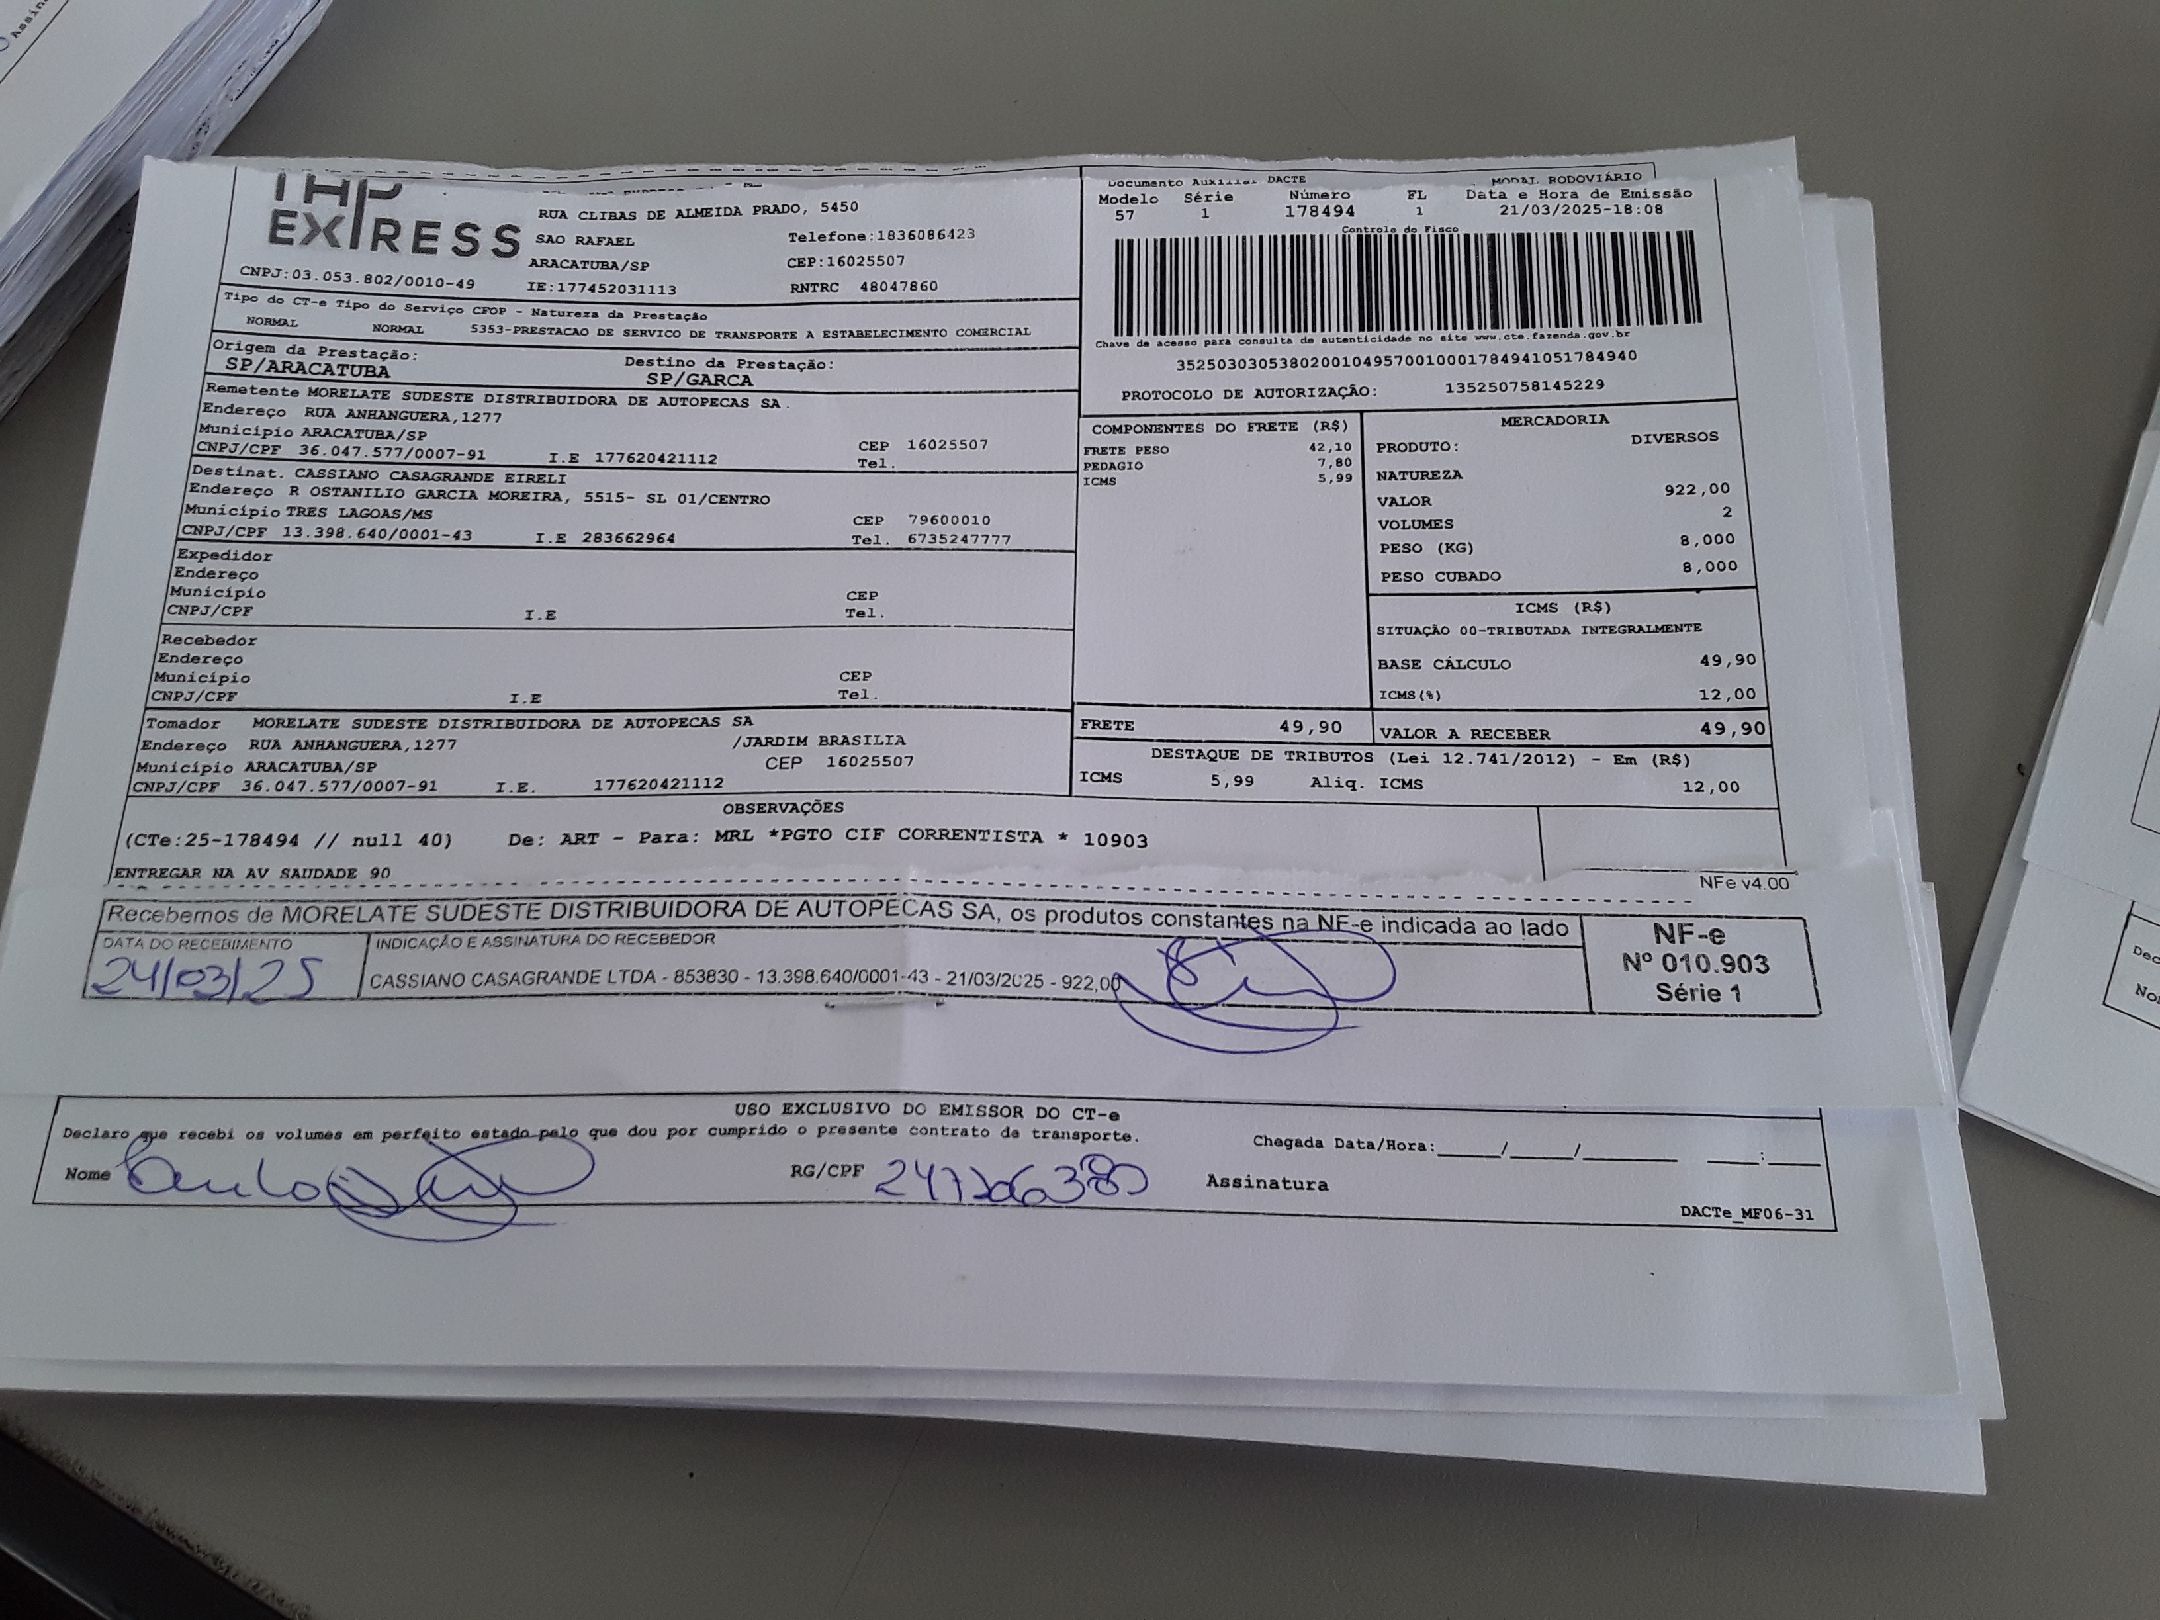 THP
EXPRESS
RUA CLIBAS DE ALMEIDA PRADO, 5450
SAO RAFAEL Telefone:1836086423
ARACATUBA/SP CEP:16025507
CNPJ:03.053.802/0010-49 IE:177452031113 RNTRC 48047860
Tipo do CT-e Tipo do Serviço CFOP - Natureza da Prestação
NORMAL NORMAL 5353-PRESTACAO DE SERVICO DE TRANSPORTE A ESTABELECIMENTO COMERCIAL
Origem da Prestação: Destino da Prestação:
SP/ARACATUBA SP/GARCA
Remetente MORELATE SUDESTE DISTRIBUIDORA DE AUTOPECAS SA.
Endereço RUA ANHANGUERA,1277
Município ARACATUBA/SP CEP 16025507
CNPJ/CPF 36.047.577/0007-91 I.E 177620421112 Tel.
Destinat. CASSIANO CASAGRANDE EIRELI
Endereço R OSTANILIO GARCIA MOREIRA, 5515- SL 01/CENTRO
Município TRES LAGOAS/MS CEP 79600010
CNPJ/CPF 13.398.640/0001-43 I.E 283662964 Tel. 6735247777
Expedidor
Endereço
Município CEP
CNPJ/CPF I.E Tel.
Recebedor
Endereço
Município CEP
CNPJ/CPF I.E Tel.
Tomador MORELATE SUDESTE DISTRIBUIDORA DE AUTOPECAS SA
Endereço RUA ANHANGUERA,1277 /JARDIM BRASILIA
Município ARACATUBA/SP CEP 16025507
CNPJ/CPF 36.047.577/0007-91 I.E. 177620421112
Documento Auxiliar DACTE MODAL RODOVIÁRIO
Modelo Série Número FL Data e Hora de Emissão
57 1 178494 1 21/03/2025-18:08
Controle do Fisco
Chave de acesso para consulta de autenticidade no site www.cte.fazenda.gov.br
35250303053802001049570010001784941051784940
PROTOCOLO DE AUTORIZAÇÃO: 135250758145229
COMPONENTES DO FRETE (R$)
FRETE PESO 42,10
PEDAGIO 7,80
ICMS 5,99
MERCADORIA
PRODUTO: DIVERSOS
NATUREZA
VALOR 922,00
VOLUMES 2
PESO (KG) 8,000
PESO CUBADO 8,000
ICMS (R$)
SITUAÇÃO 00-TRIBUTADA INTEGRALMENTE
BASE CÁLCULO 49,90
ICMS(%) 12,00
FRETE 49,90 VALOR A RECEBER 49,90
DESTAQUE DE TRIBUTOS (Lei 12.741/2012) - Em (R$)
ICMS 5,99 Aliq. ICMS 12,00
OBSERVAÇÕES
(CTe:25-178494 // null 40) De: ART - Para: MRL *PGTO CIF CORRENTISTA * 10903
ENTREGAR NA AV SAUDADE 90
NFe v4.00
Recebemos de MORELATE SUDESTE DISTRIBUIDORA DE AUTOPECAS SA, os produtos constantes na NF-e indicada ao lado
DATA DO RECEBIMENTO INDICAÇÃO E ASSINATURA DO RECEBEDOR
24/03/25 CASSIANO CASAGRANDE LTDA - 853830 - 13.398.640/0001-43 - 21/03/2025 - 922,00
NF-e
Nº 010.903
Série 1
USO EXCLUSIVO DO EMISSOR DO CT-e
Declaro que recebi os volumes em perfeito estado pelo que dou por cumprido o presente contrato de transporte.
Chegada Data/Hora:____/____/____ ___:___
Nome RG/CPF Assinatura
DACTe_MF06-31